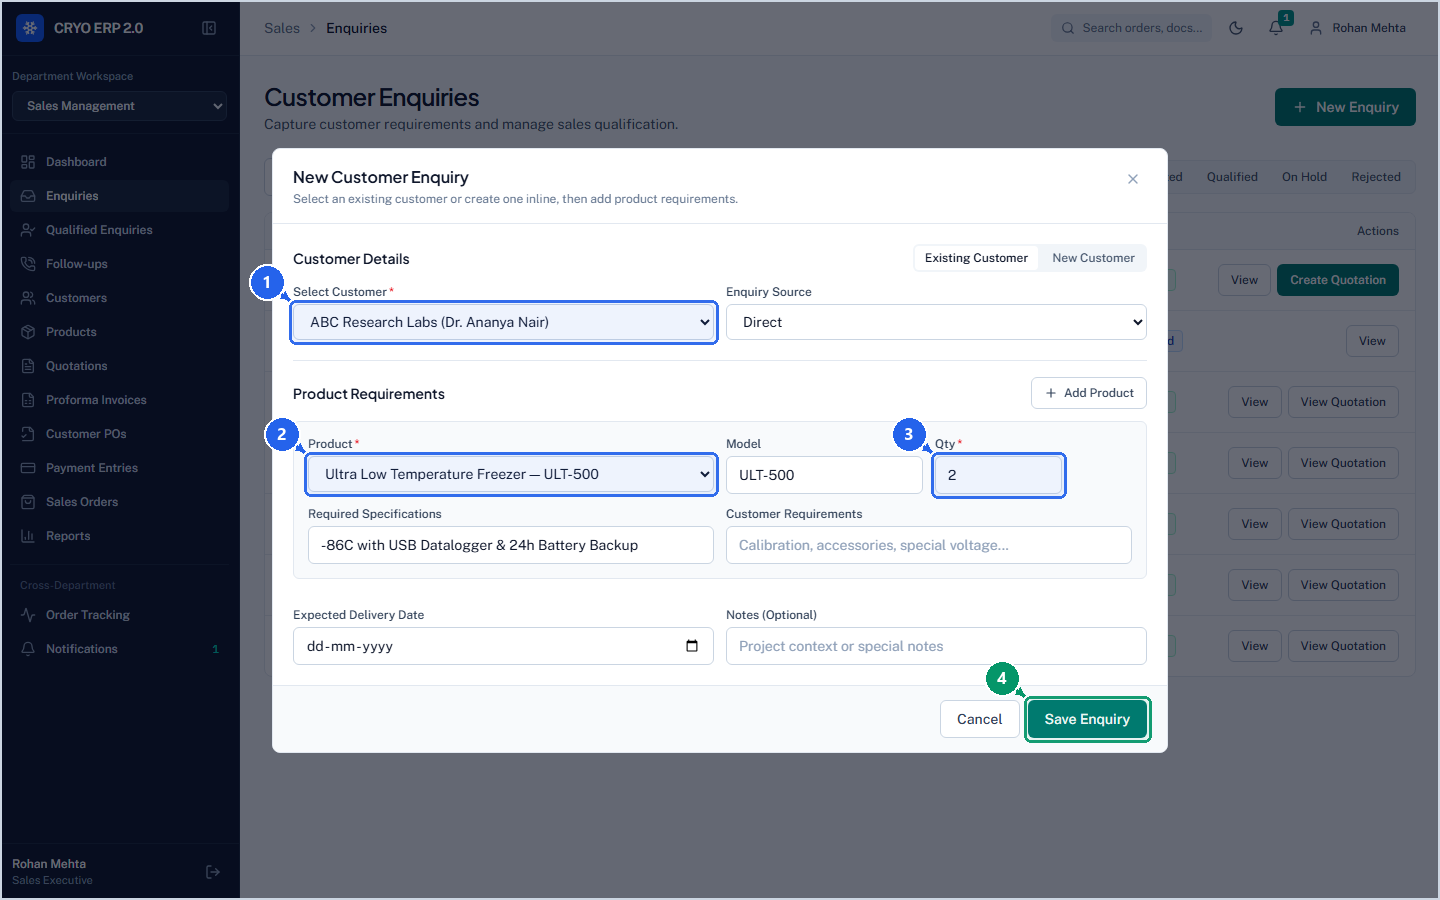 CRYO ERP 2.0
Sales > Enquiries
Search orders, docs...
1
Rohan Mehta
Department Workspace
Sales Management
Dashboard
Enquiries
Qualified Enquiries
Follow-ups
Customers
Products
Quotations
Proforma Invoices
Customer POs
Payment Entries
Sales Orders
Reports
Cross-Department
Order Tracking
Notifications 1
Rohan Mehta
Sales Executive
Customer Enquiries
Capture customer requirements and manage sales qualification.
+ New Enquiry
Qualified On Hold Rejected
Actions
View Create Quotation
View
View View Quotation
View View Quotation
View View Quotation
View View Quotation
View View Quotation
New Customer Enquiry
Select an existing customer or create one inline, then add product requirements.
Customer Details
Existing Customer New Customer
1
Select Customer * Enquiry Source
ABC Research Labs (Dr. Ananya Nair) Direct
Product Requirements
+ Add Product
2 3
Product * Model Qty *
Ultra Low Temperature Freezer — ULT-500 ULT-500 2
Required Specifications Customer Requirements
-86C with USB Datalogger & 24h Battery Backup Calibration, accessories, special voltage...
Expected Delivery Date Notes (Optional)
dd-mm-yyyy Project context or special notes
4
Cancel Save Enquiry